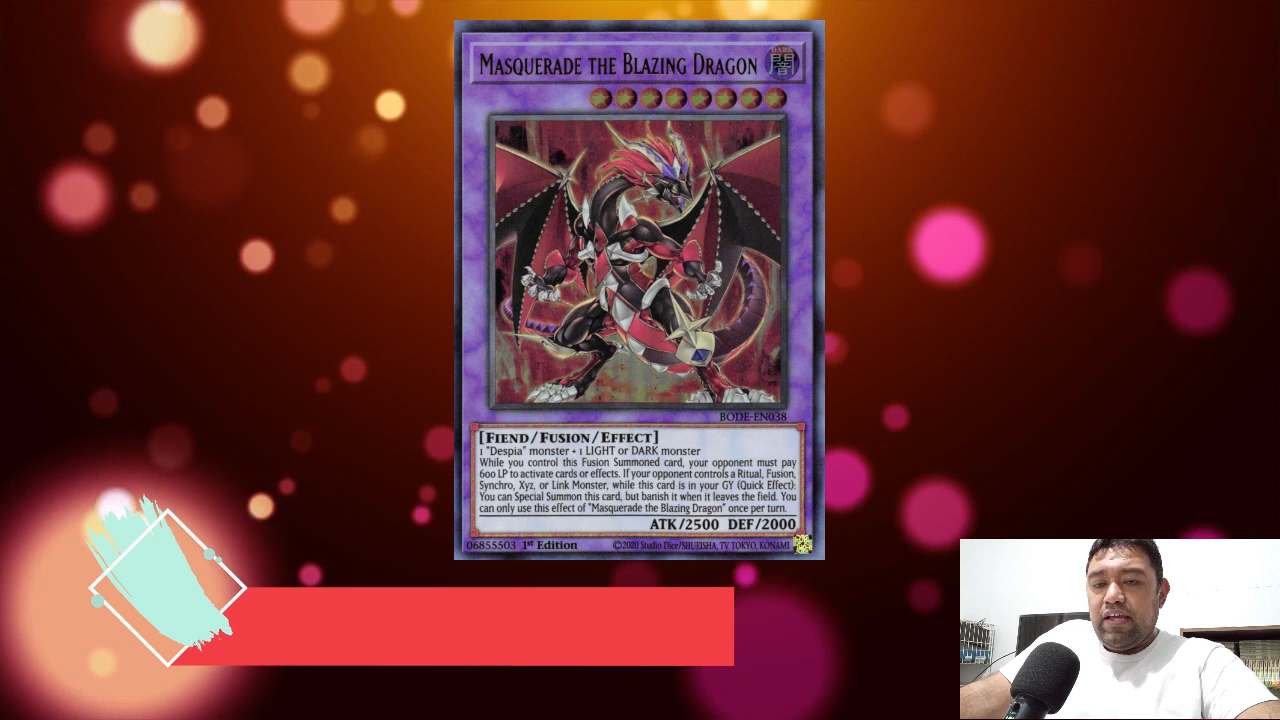 MASQUERADE THE BLAZING DRAGON
DARK
闇
BODE-EN038
[FIEND/FUSION/EFFECT]
1 "Despia" monster + 1 LIGHT or DARK monster
While you control this Fusion Summoned card, your opponent must pay
600 LP to activate cards or effects. If your opponent controls a Ritual, Fusion,
Synchro, Xyz, or Link Monster, while this card is in your GY (Quick Effect):
You can Special Summon this card, but banish it when it leaves the field. You
can only use this effect of "Masquerade the Blazing Dragon" once per turn.
ATK/2500 DEF/2000
06855503 1st Edition ©2020 Studio Dice/SHUEISHA, TV TOKYO, KONAMI